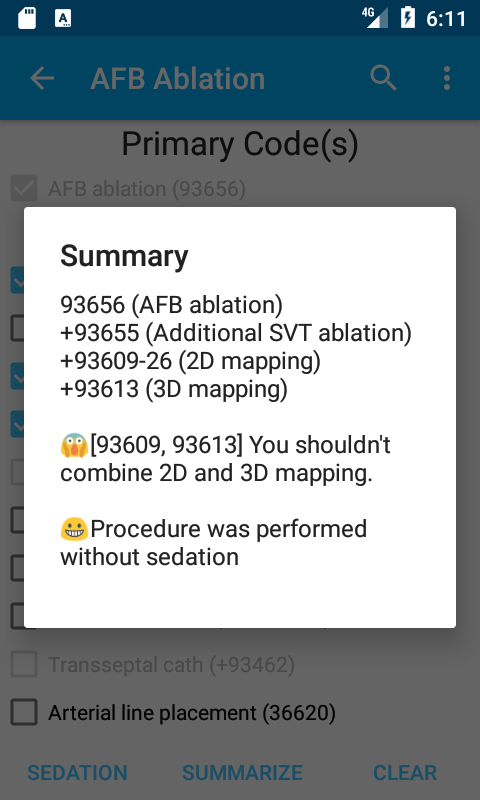 4G 6:11
AFB Ablation
Primary Code(s)
AFB ablation (93656)
Summary
93656 (AFB ablation)
+93655 (Additional SVT ablation)
+93609-26 (2D mapping)
+93613 (3D mapping)
😱[93609, 93613] You shouldn't
combine 2D and 3D mapping.
😀Procedure was performed
without sedation
Transseptal cath (+93462)
Arterial line placement (36620)
SEDATION SUMMARIZE CLEAR